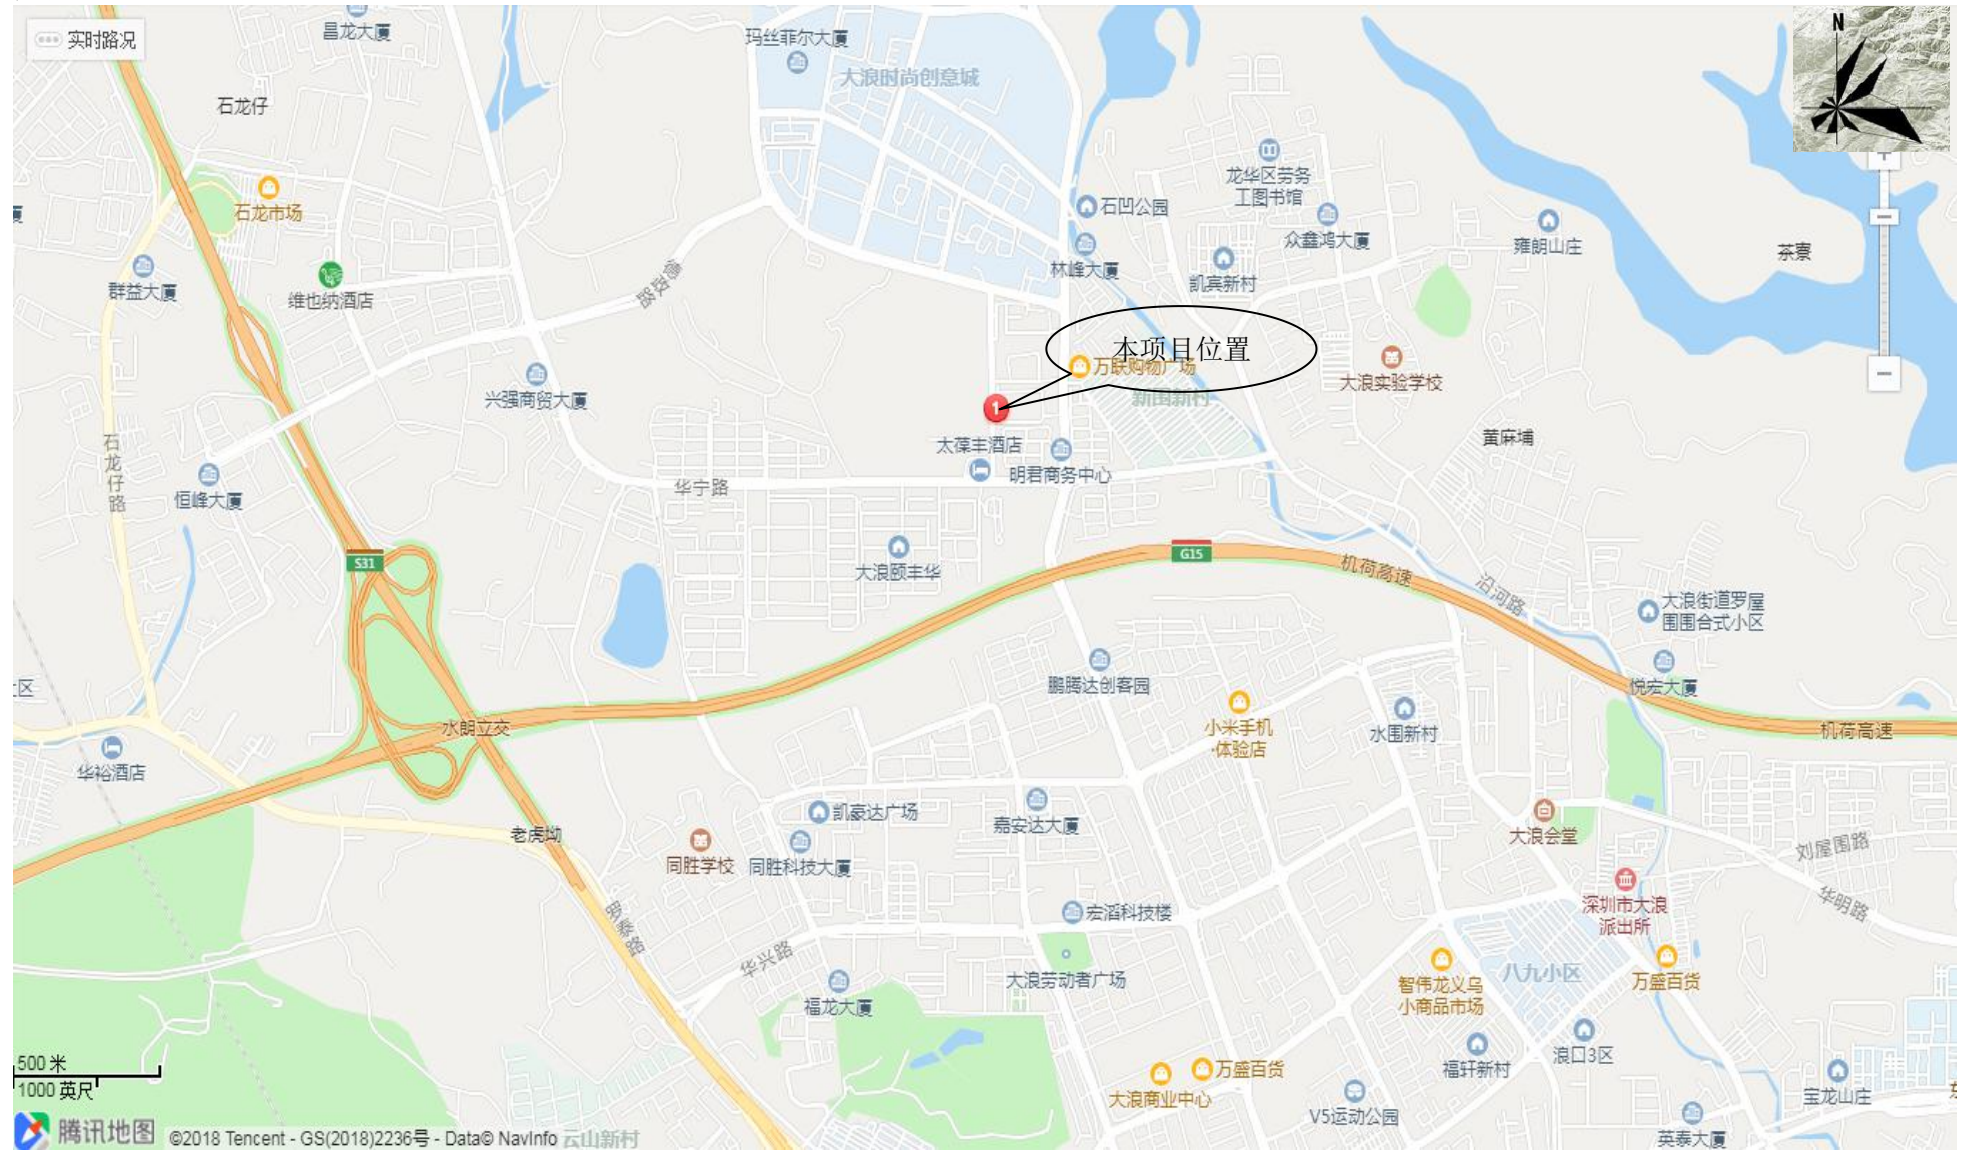 昌龙大厦
玛丝菲尔大厦
N
实时路况
大浪时尚创意城
石龙仔
龙华区劳务
工图书馆
石龙市场
石凹公园
众鑫鸿大厦
雍朗山庄
茶寮
林峰大厦
凯宾新村
群益大厦
维也纳酒店
德政路
本项目位置
万联购物广场
大浪实验学校
兴强商贸大厦
新围新村
1
太葆丰酒店
黄麻埔
石龙仔路
明君商务中心
华宁路
恒峰大厦
S31
G15
大浪颐丰华
机荷高速
沿河路
大浪街道罗屋
围围合式小区
鹏腾达创客园
悦宏大厦
小米手机
·体验店
水围新村
水朗立交
机荷高速
华裕酒店
凯豪达广场
嘉安达大厦
老虎坳
大浪会堂
刘屋围路
同胜学校
同胜科技大厦
深圳市大浪
派出所
华明路
罗泰路
宏滔科技楼
华兴路
大浪劳动者广场
福龙大厦
智伟龙义乌
小商品市场
八九小区
万盛百货
500 米
1000 英尺
万盛百货
大浪商业中心
福轩新村
浪口3区
宝龙山庄
V5运动公园
英泰大厦
腾讯地图
©2018 Tencent - GS(2018)2236号 - Data© NavInfo
云山新村